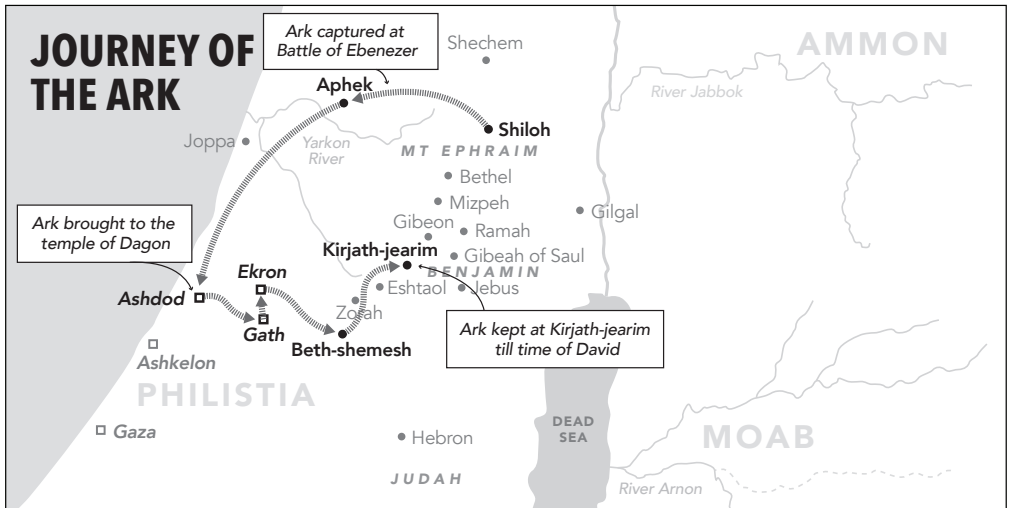 JOURNEY OF
THE ARK
Ark captured at
Battle of Ebenezer
Shechem
AMMON
Aphek
River Jabbok
Joppa
Yarkon
River
Shiloh
MT EPHRAIM
Bethel
Mizpeh
Gilgal
Ark brought to the
temple of Dagon
Gibeon
Ramah
Kirjath-jearim
Gibeah of Saul
BENJAMIN
Ekron
Eshtaol
Jebus
Ashdod
Zorah
Gath
Ark kept at Kirjath-jearim
till time of David
Beth-shemesh
Ashkelon
PHILISTIA
DEAD
SEA
MOAB
Gaza
Hebron
JUDAH
River Arnon